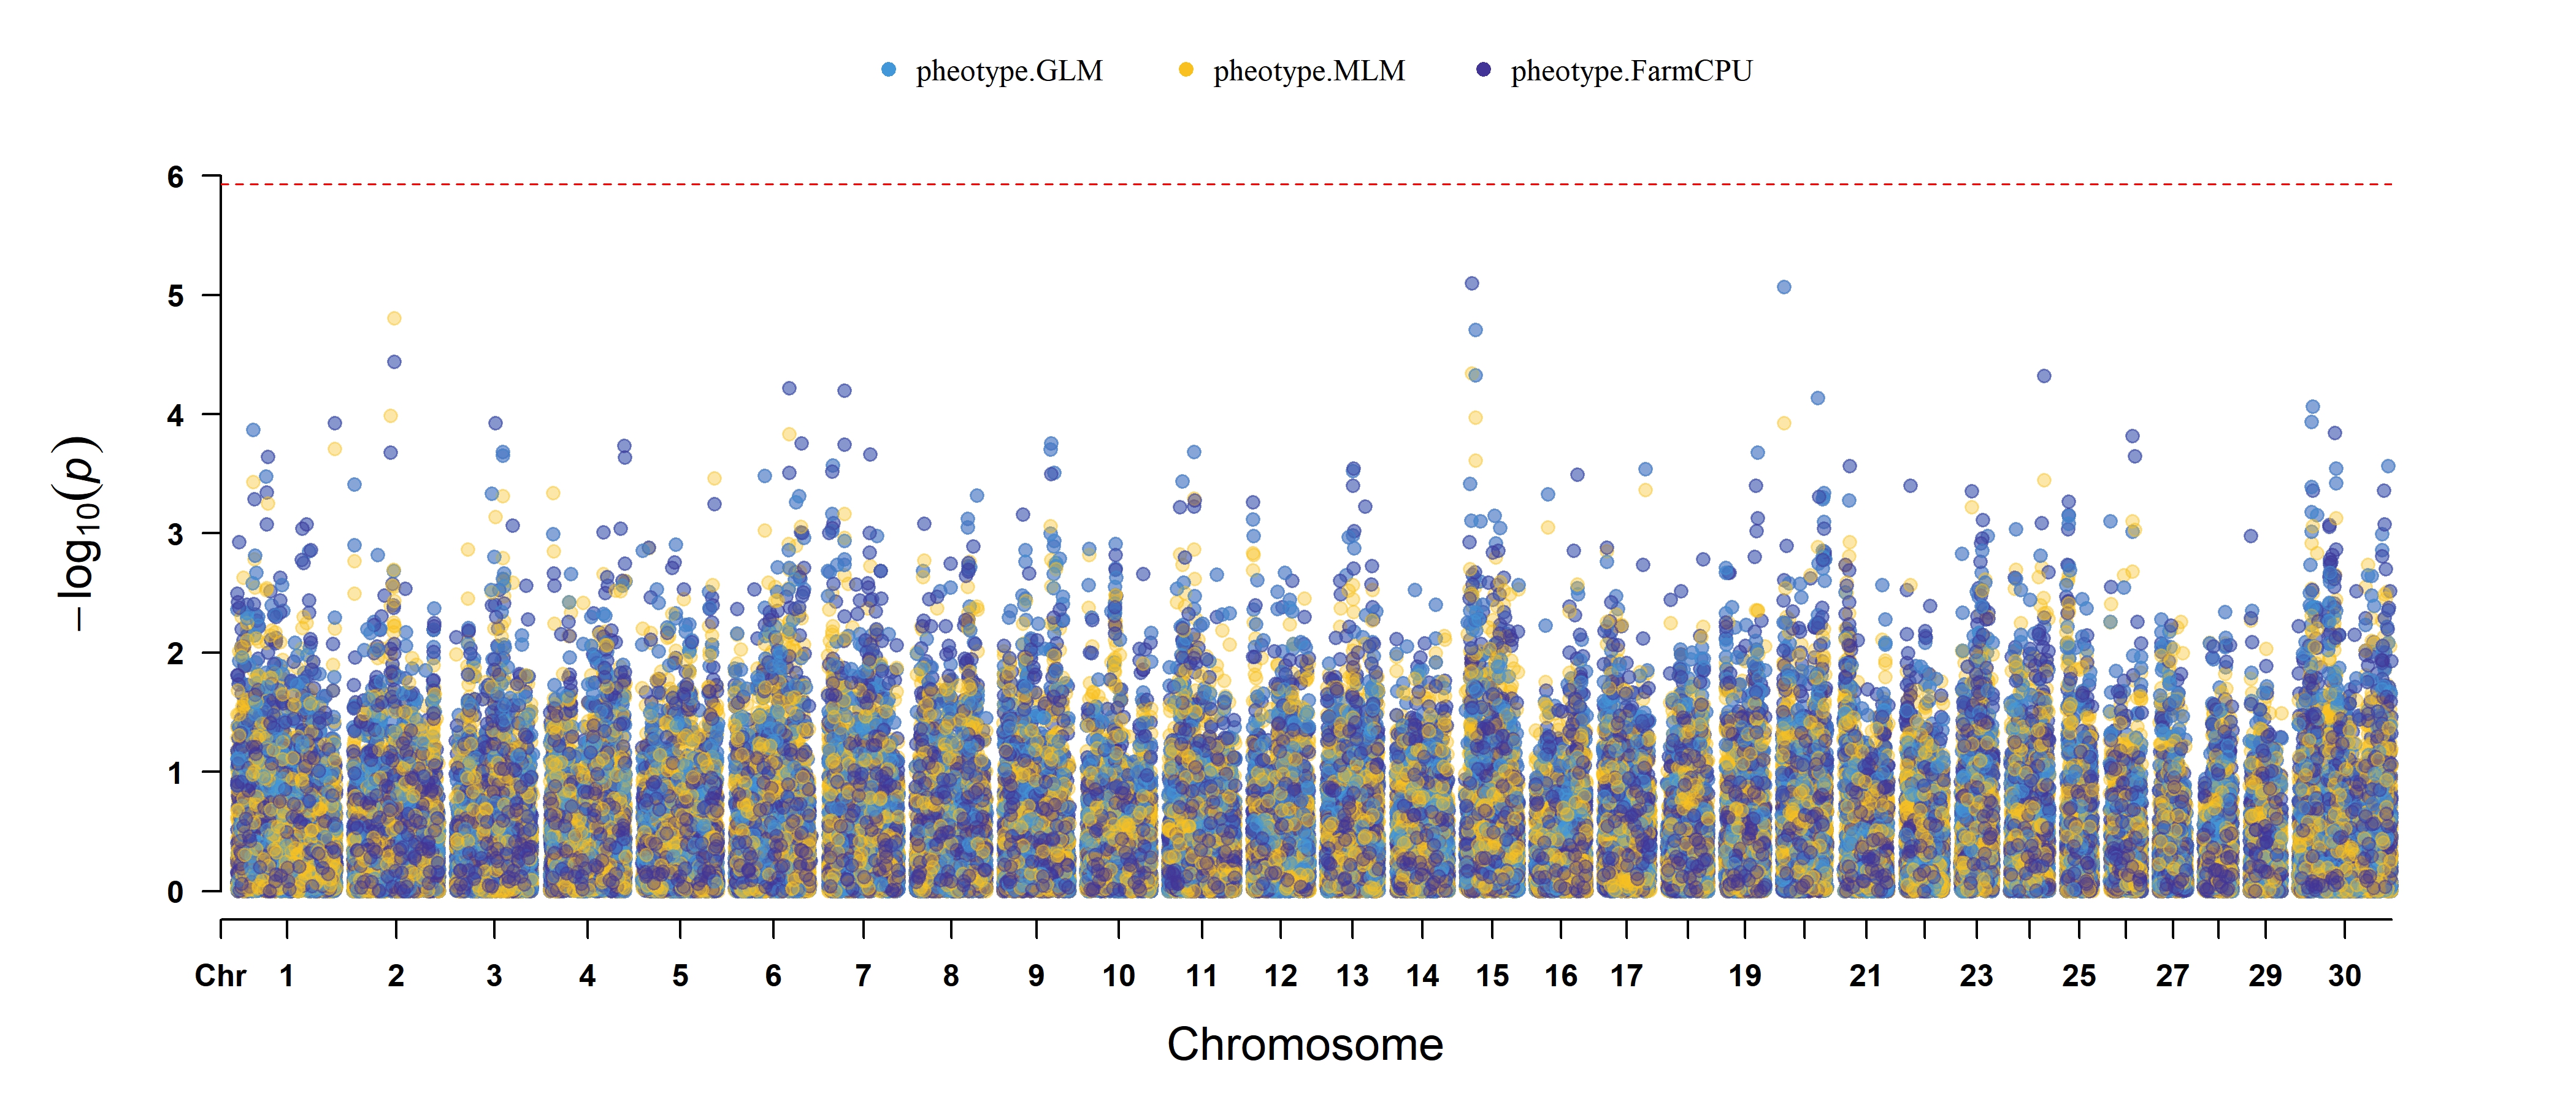 pheotype.GLM pheotype.MLM pheotype.FarmCPU
6
5
4
3
2
1
0
−log10(p)
Chr 1 2 3 4 5 6 7 8 9 10 11 12 13 14 15 16 17 19 21 23 25 27 29 30
Chromosome